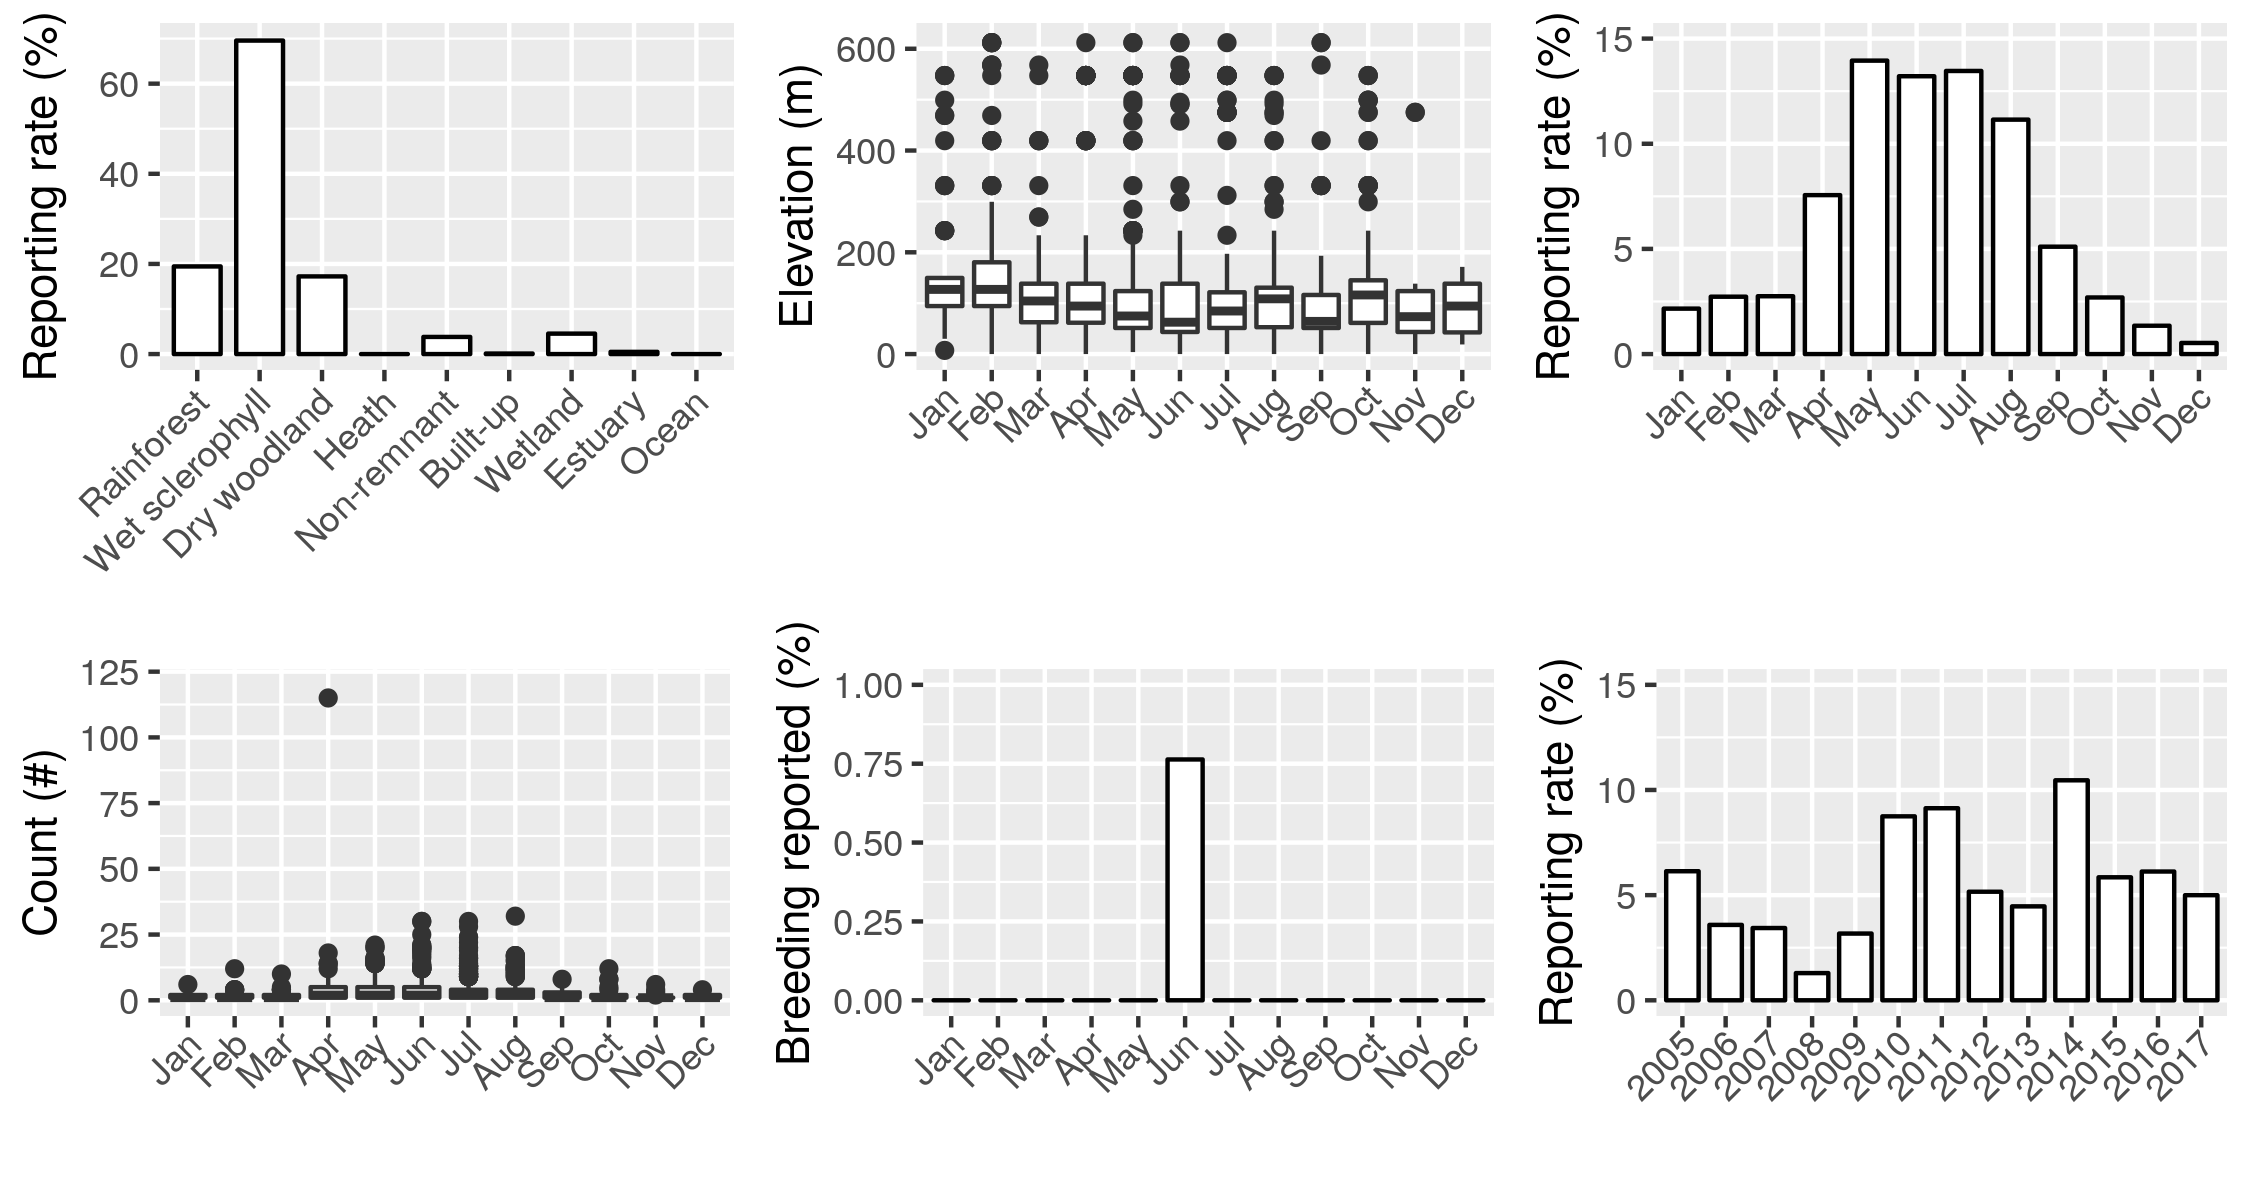 Reporting rate (%)
60
40
20
0
Rainforest
Wet sclerophyll
Dry woodland
Heath
Non-remnant
Built-up
Wetland
Estuary
Ocean
Elevation (m)
600
400
200
0
Jan
Feb
Mar
Apr
May
Jun
Jul
Aug
Sep
Oct
Nov
Dec
Reporting rate (%)
15
10
5
0
Jan
Feb
Mar
Apr
May
Jun
Jul
Aug
Sep
Oct
Nov
Dec
Count (#)
125
100
75
50
25
0
Jan
Feb
Mar
Apr
May
Jun
Jul
Aug
Sep
Oct
Nov
Dec
Breeding reported (%)
1.00
0.75
0.50
0.25
0.00
Jan
Feb
Mar
Apr
May
Jun
Jul
Aug
Sep
Oct
Nov
Dec
Reporting rate (%)
15
10
5
0
2005
2006
2007
2008
2009
2010
2011
2012
2013
2014
2015
2016
2017